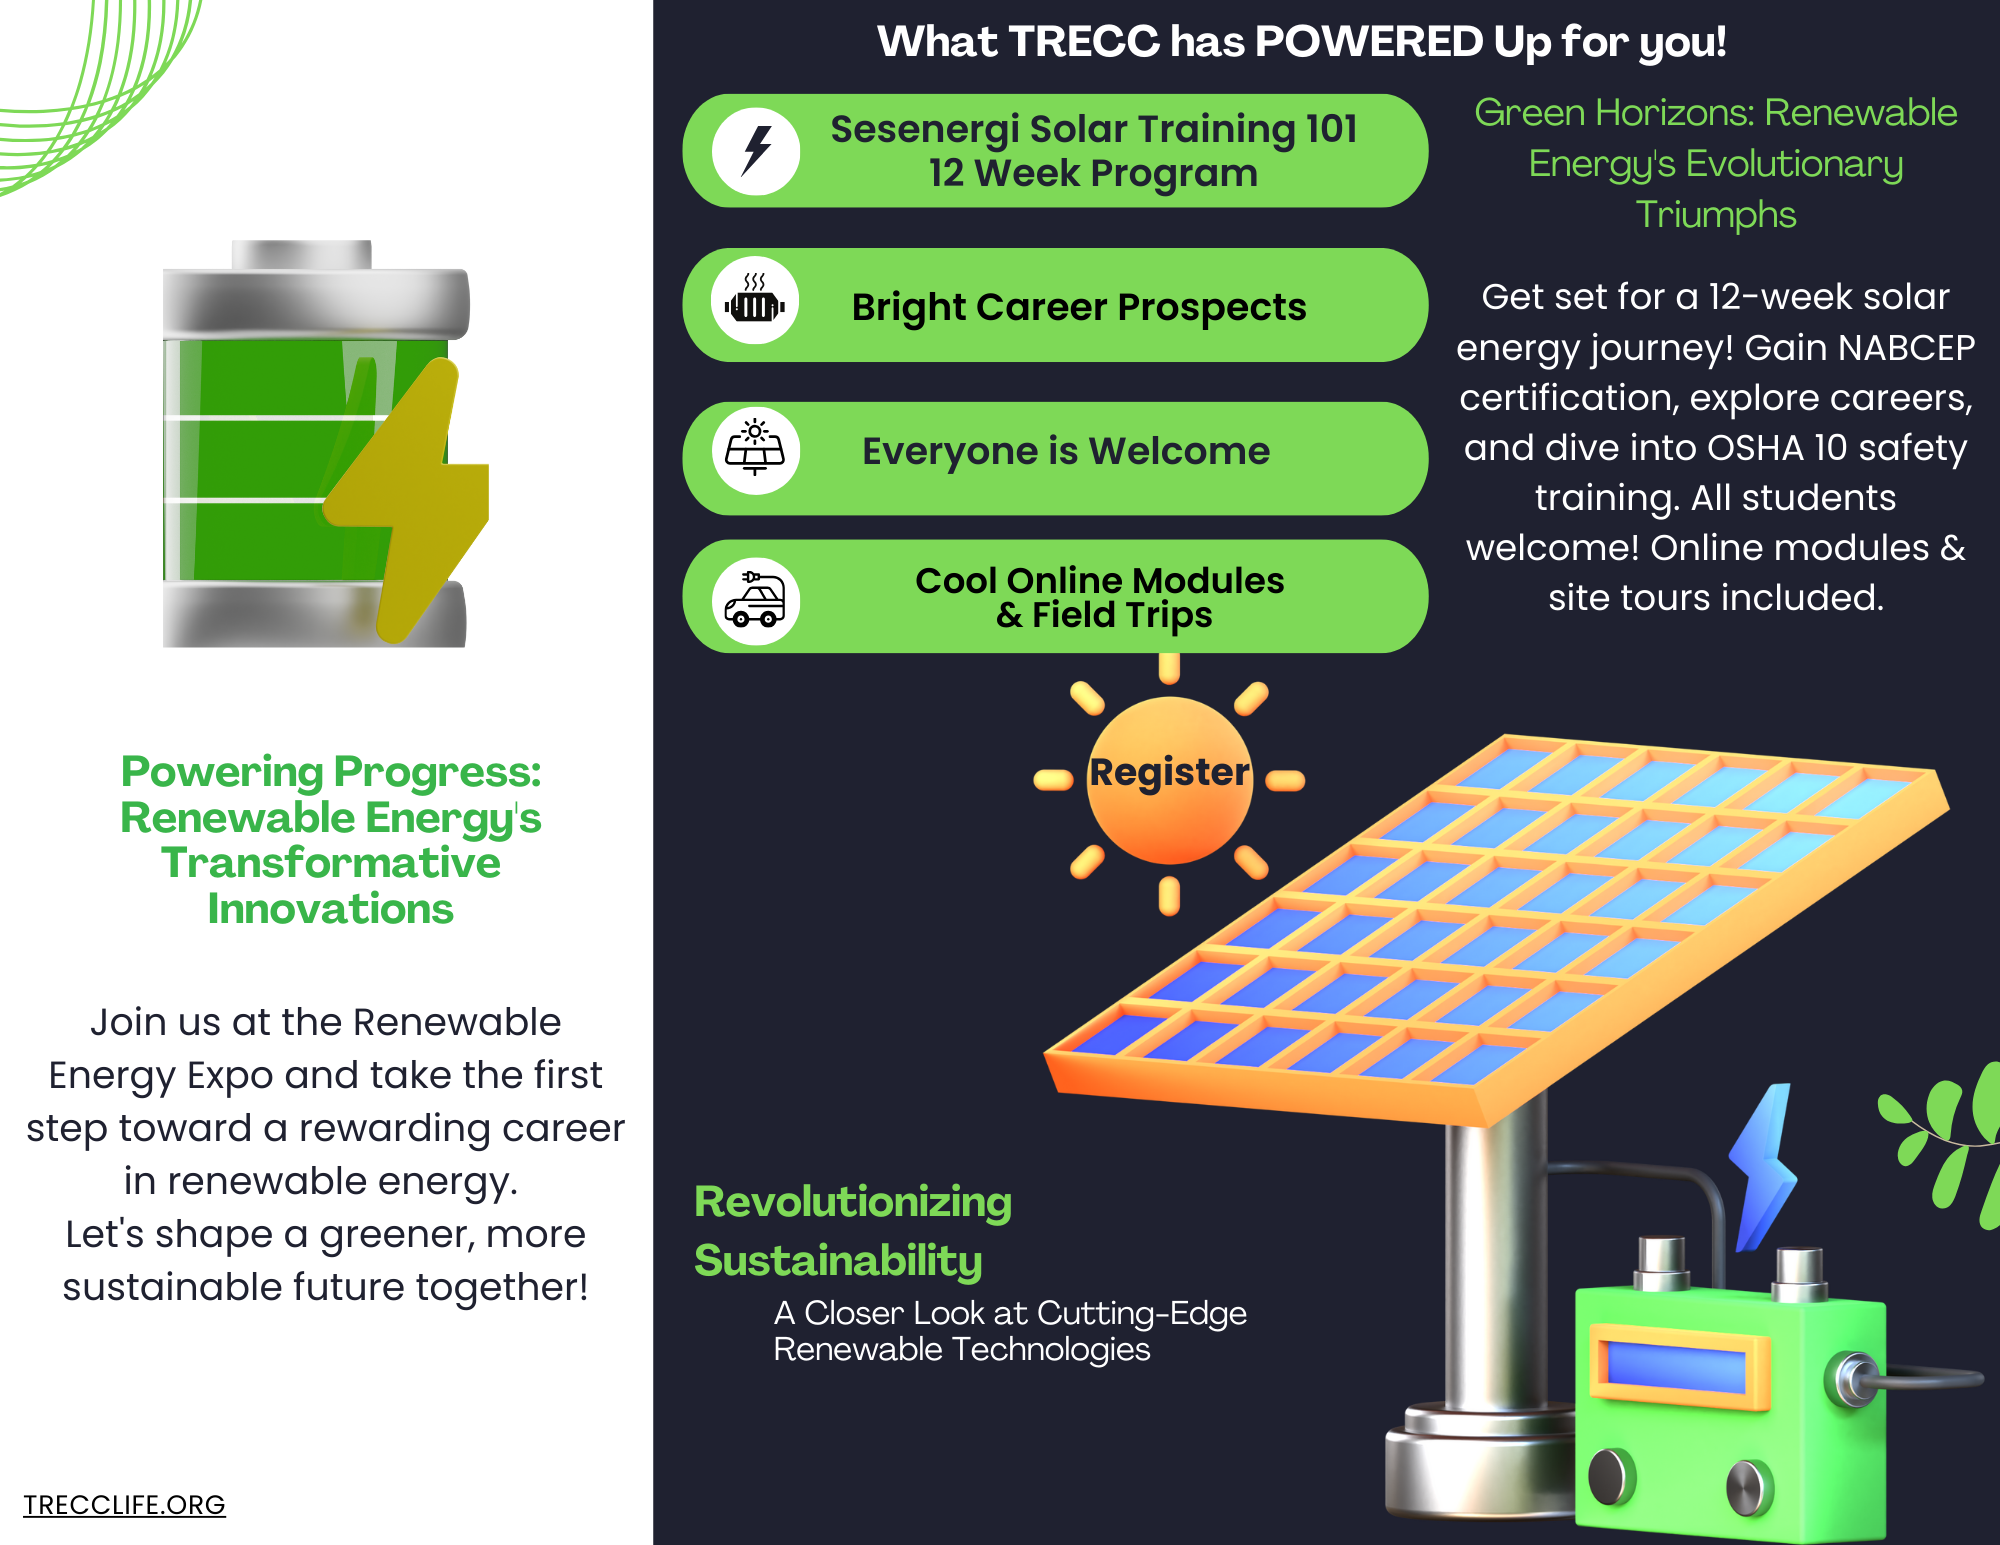 Powering Progress:
Renewable Energy's
Transformative
Innovations
Join us at the Renewable
Energy Expo and take the first
step toward a rewarding career
in renewable energy.
Let's shape a greener, more
sustainable future together!
TRECCLIFE.ORG
What TRECC has POWERED Up for you!
Sesenergi Solar Training 101
12 Week Program
Bright Career Prospects
Everyone is Welcome
Cool Online Modules
& Field Trips
Green Horizons: Renewable
Energy's Evolutionary
Triumphs
Get set for a 12-week solar
energy journey! Gain NABCEP
certification, explore careers,
and dive into OSHA 10 safety
training. All students
welcome! Online modules &
site tours included.
Register
Revolutionizing
Sustainability
A Closer Look at Cutting-Edge
Renewable Technologies